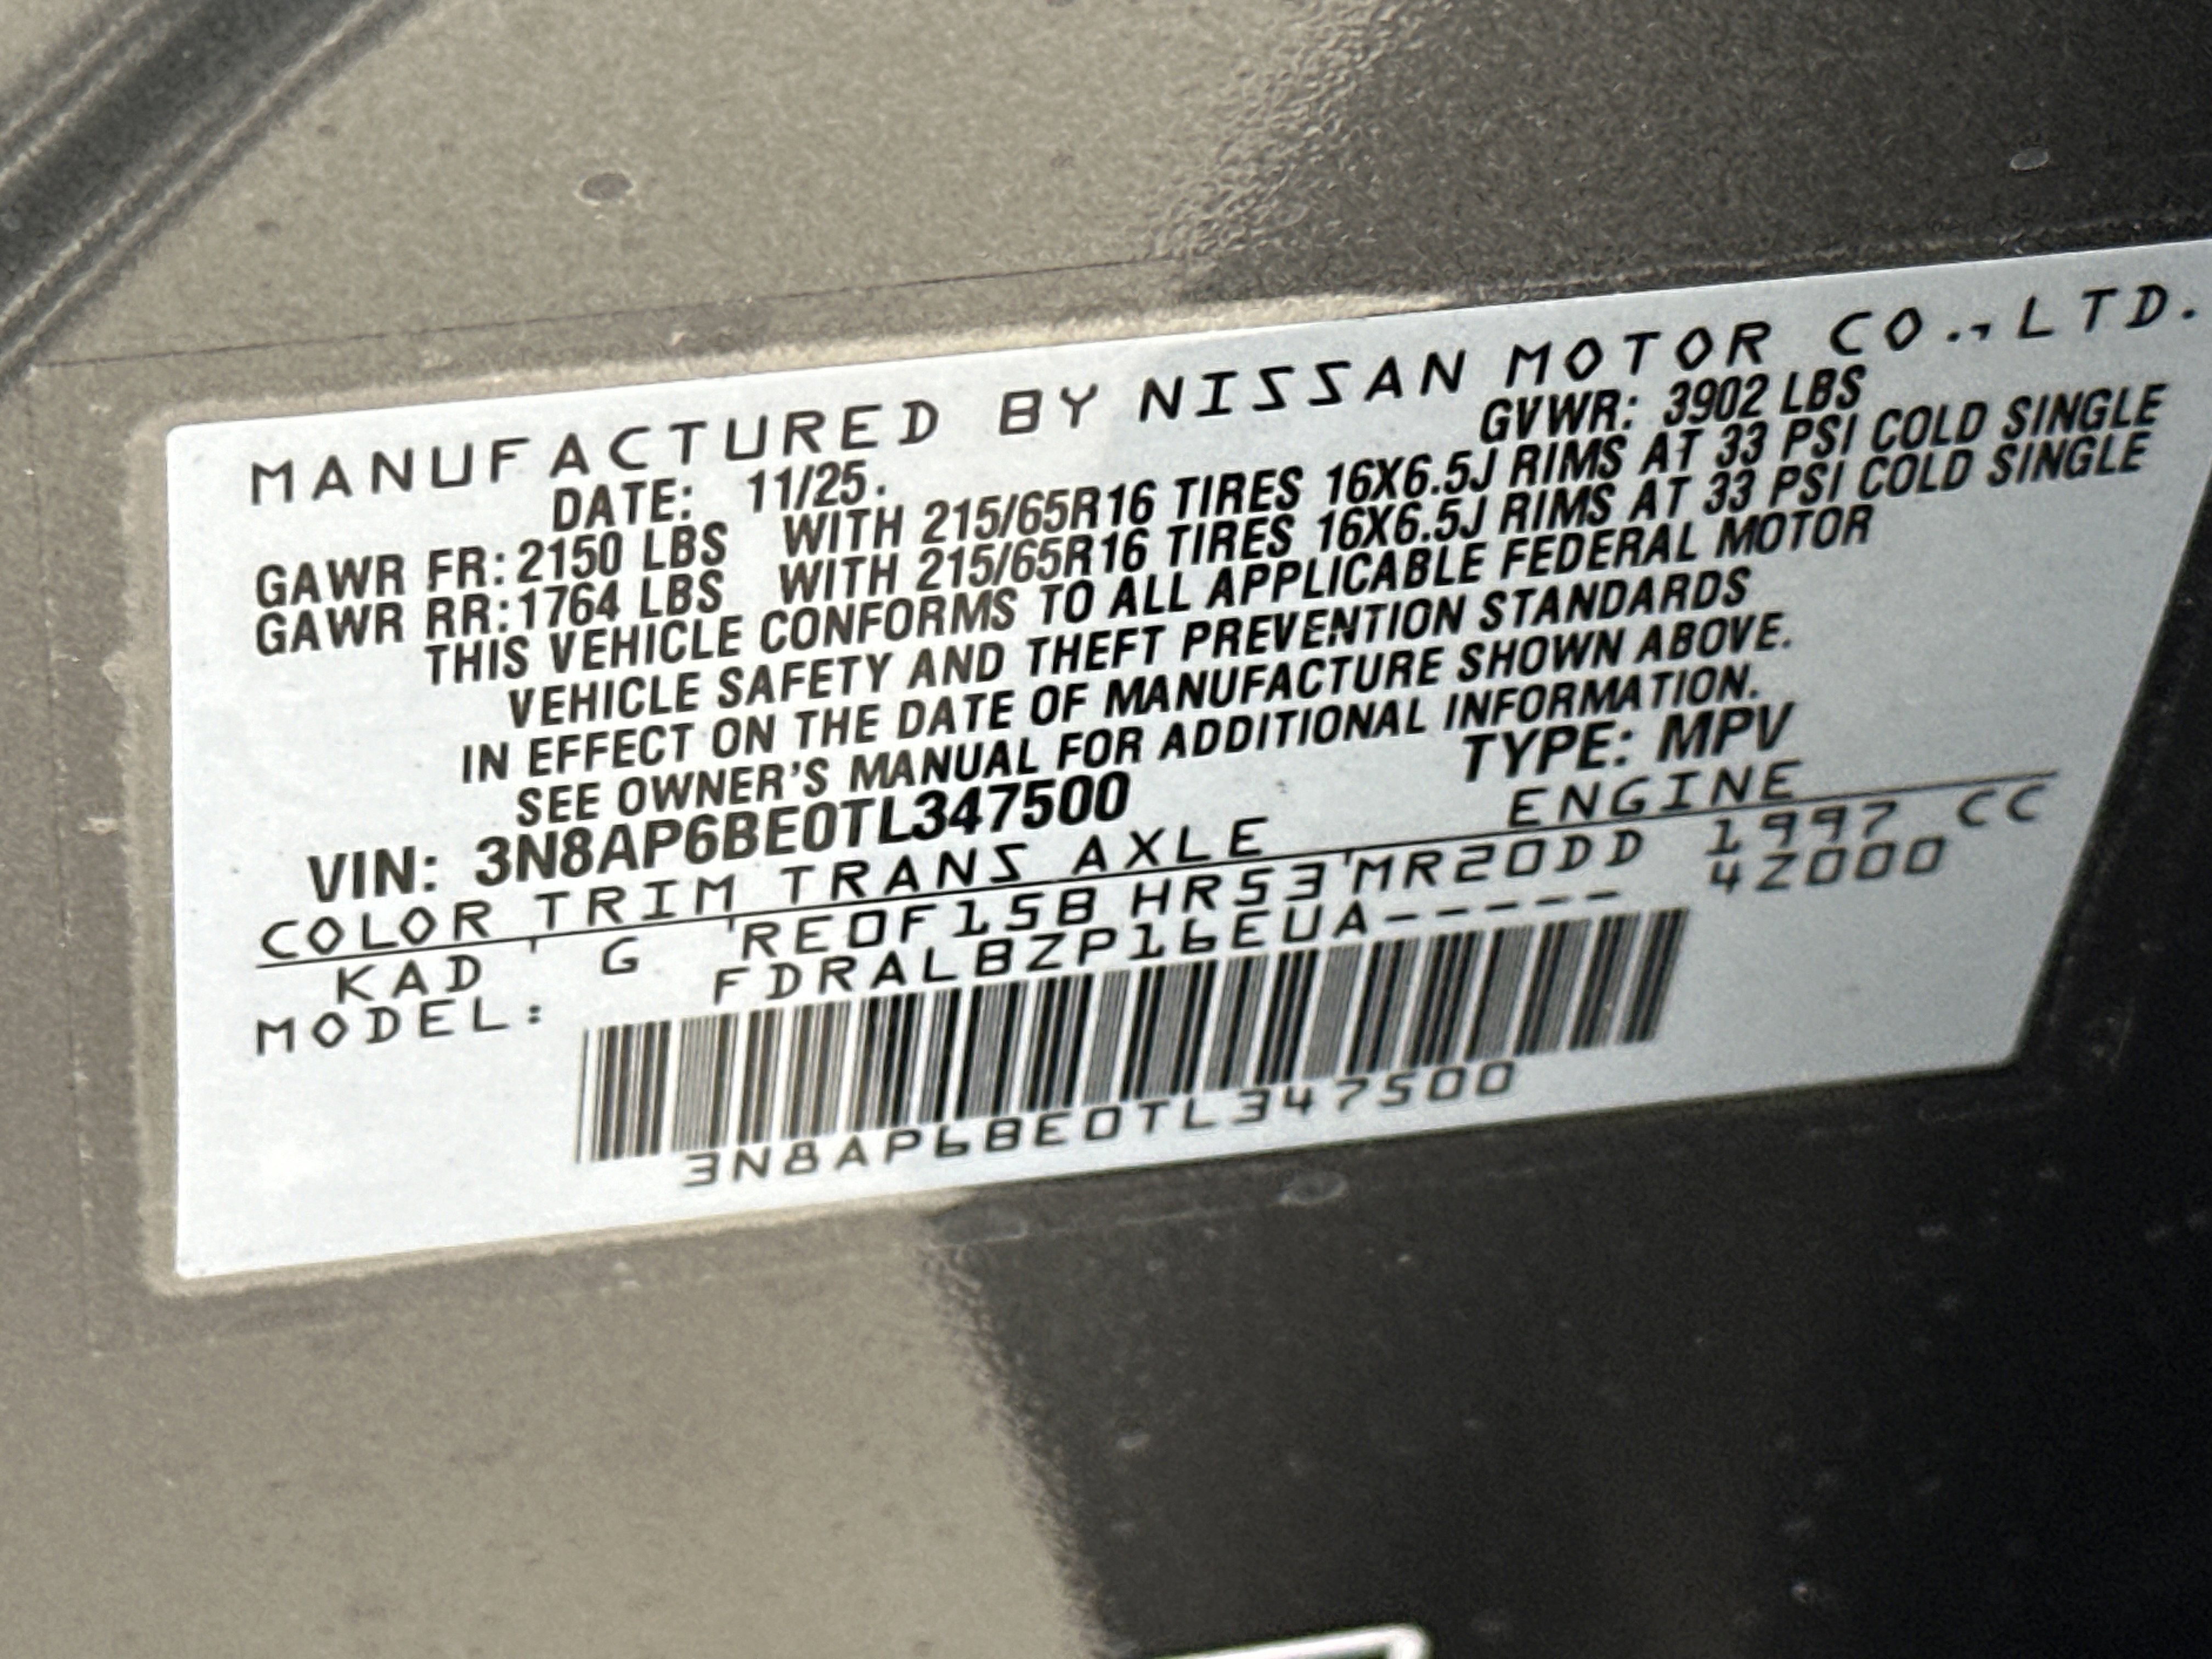 MANUFACTURED BY NISSAN MOTOR CO.,LTD.
DATE: 11/25. GVWR: 3902 LBS
GAWR FR: 2150 LBS WITH 215/65R16 TIRES 16X6.5J RIMS AT 33 PSI COLD SINGLE
GAWR RR: 1764 LBS WITH 215/65R16 TIRES 16X6.5J RIMS AT 33 PSI COLD SINGLE
THIS VEHICLE CONFORMS TO ALL APPLICABLE FEDERAL MOTOR
VEHICLE SAFETY AND THEFT PREVENTION STANDARDS
IN EFFECT ON THE DATE OF MANUFACTURE SHOWN ABOVE.
SEE OWNER'S MANUAL FOR ADDITIONAL INFORMATION.
VIN: 3N8AP6BE0TL347500 TYPE: MPV
COLOR TRIM TRANS AXLE ENGINE
KAD G RE0F15B HR53 MR20DD 1997 CC
MODEL: FDRALBZP16EUA----- 4Z000
3N8AP6BE0TL347500